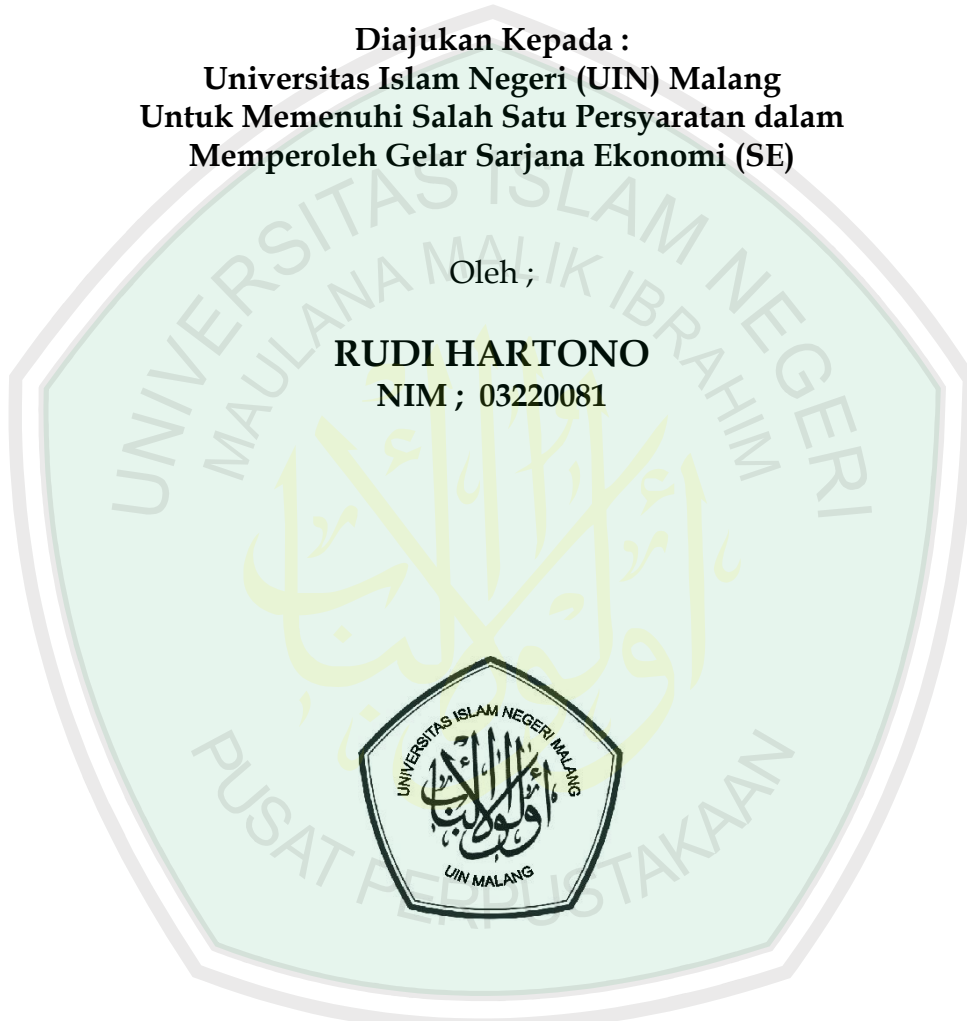 Diajukan Kepada :
Universitas Islam Negeri (UIN) Malang
Untuk Memenuhi Salah Satu Persyaratan dalam
Memperoleh Gelar Sarjana Ekonomi (SE)
UNIVERSITAS ISLAM NEGERI
MAULANA MALIK IBRAHIM
Oleh ;
RUDI HARTONO
NIM ; 03220081
أولوا الألباب
UNIVERSITAS ISLAM NEGERI MALANG
أولوا الألباب
UIN MALANG
PUSAT PERPUSTAKAAN